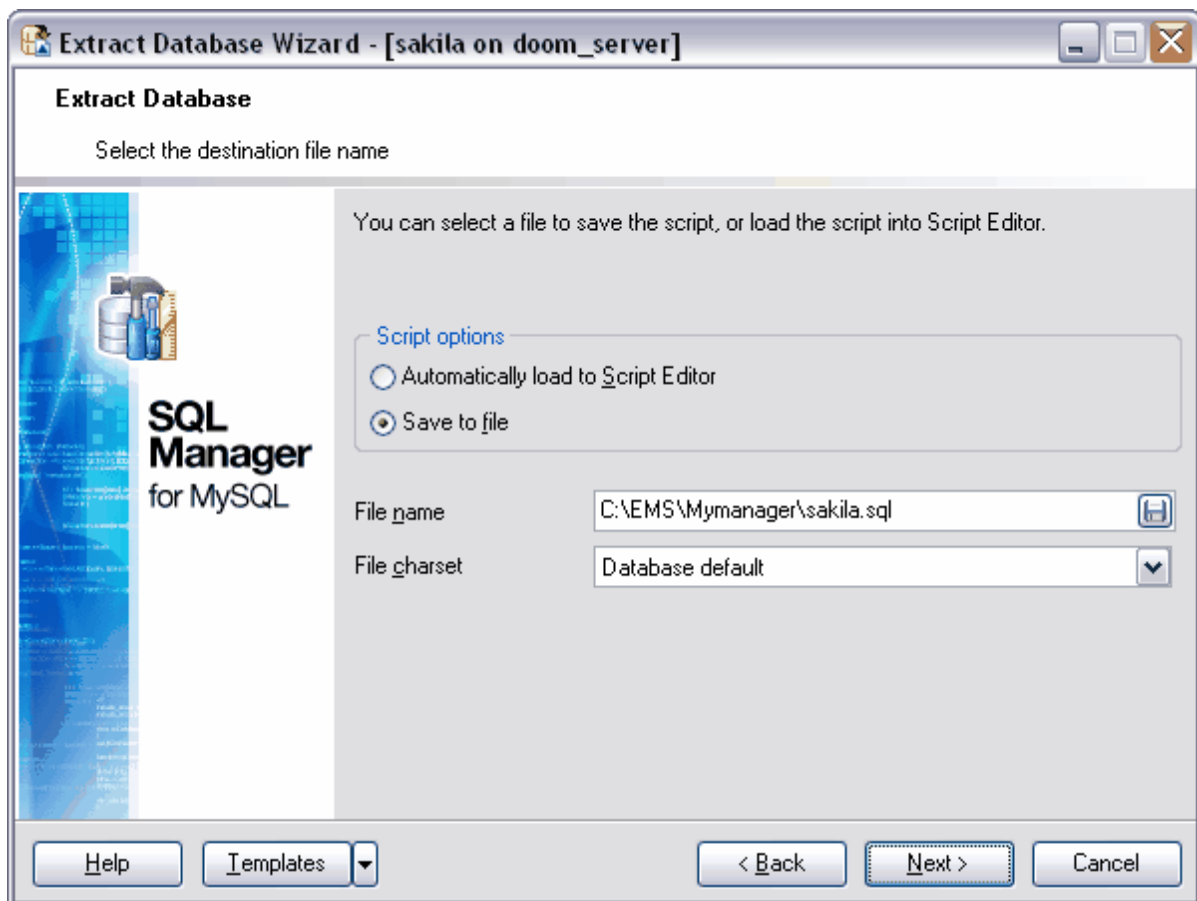 Extract Database Wizard - [sakila on doom_server]
Extract Database
Select the destination file name
You can select a file to save the script, or load the script into Script Editor.
Script options
Automatically load to Script Editor
Save to file
SQL
Manager
for MySQL
File name
C:\EMS\Mymanager\sakila.sql
File charset
Database default
Help
Templates
< Back
Next >
Cancel